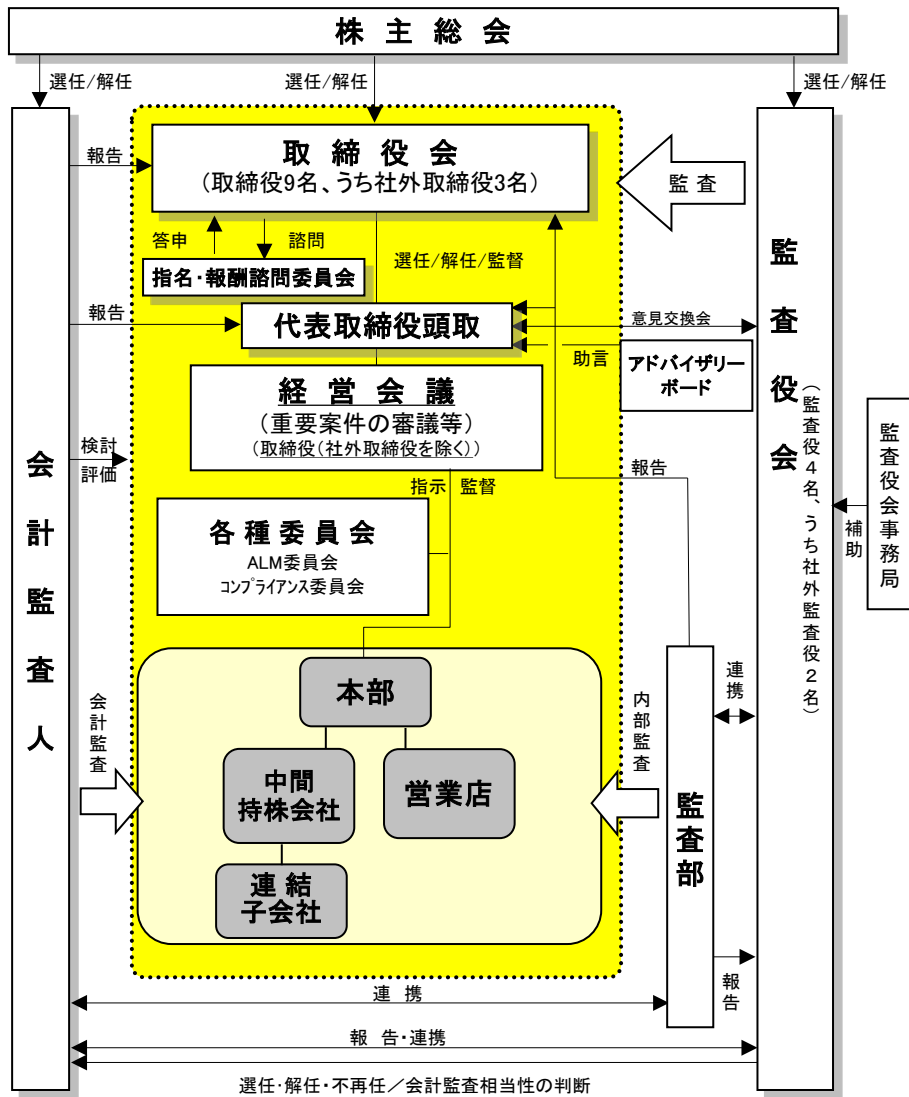 株主総会
選任/解任
選任/解任
選任/解任
取締役会
(取締役9名、うち社外取締役3名)
報告
監査
答申
諮問
選任/解任/監督
指名・報酬諮問委員会
報告
代表取締役頭取
意見交換会
助言
アドバイザリー
ボード
経営会議
(重要案件の審議等)
(取締役(社外取締役を除く))
検討
評価
指示
監督
報告
各種委員会
ALM委員会
コンプライアンス委員会
会計監査人
監査役会
(監査役4名、うち社外監査役2名)
監査役会事務局
補助
本部
中間
持株会社
営業店
連結
子会社
会計監査
内部監査
監査部
連携
報告
連携
報告・連携
選任・解任・不再任／会計監査相当性の判断